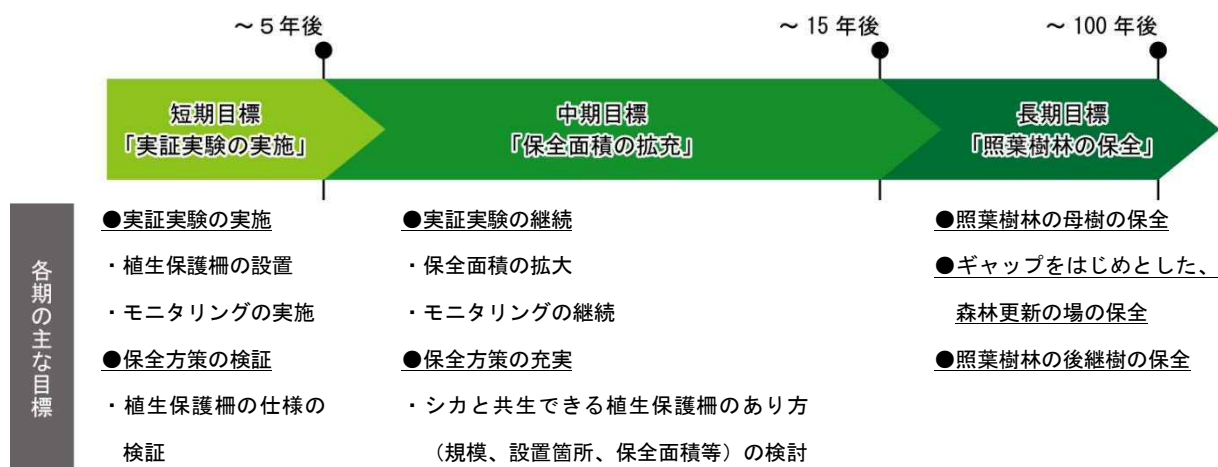 ～５年後
～15 年後
～100 年後
短期目標
「実証実験の実施」
中期目標
「保全面積の拡充」
長期目標
「照葉樹林の保全」
各期の主な目標
●実証実験の実施
・植生保護柵の設置
・モニタリングの実施
●保全方策の検証
・植生保護柵の仕様の
検証
●実証実験の継続
・保全面積の拡大
・モニタリングの継続
●保全方策の充実
・シカと共生できる植生保護柵のあり方
（規模、設置箇所、保全面積等）の検討
●照葉樹林の母樹の保全
●ギャップをはじめとした、
森林更新の場の保全
●照葉樹林の後継樹の保全